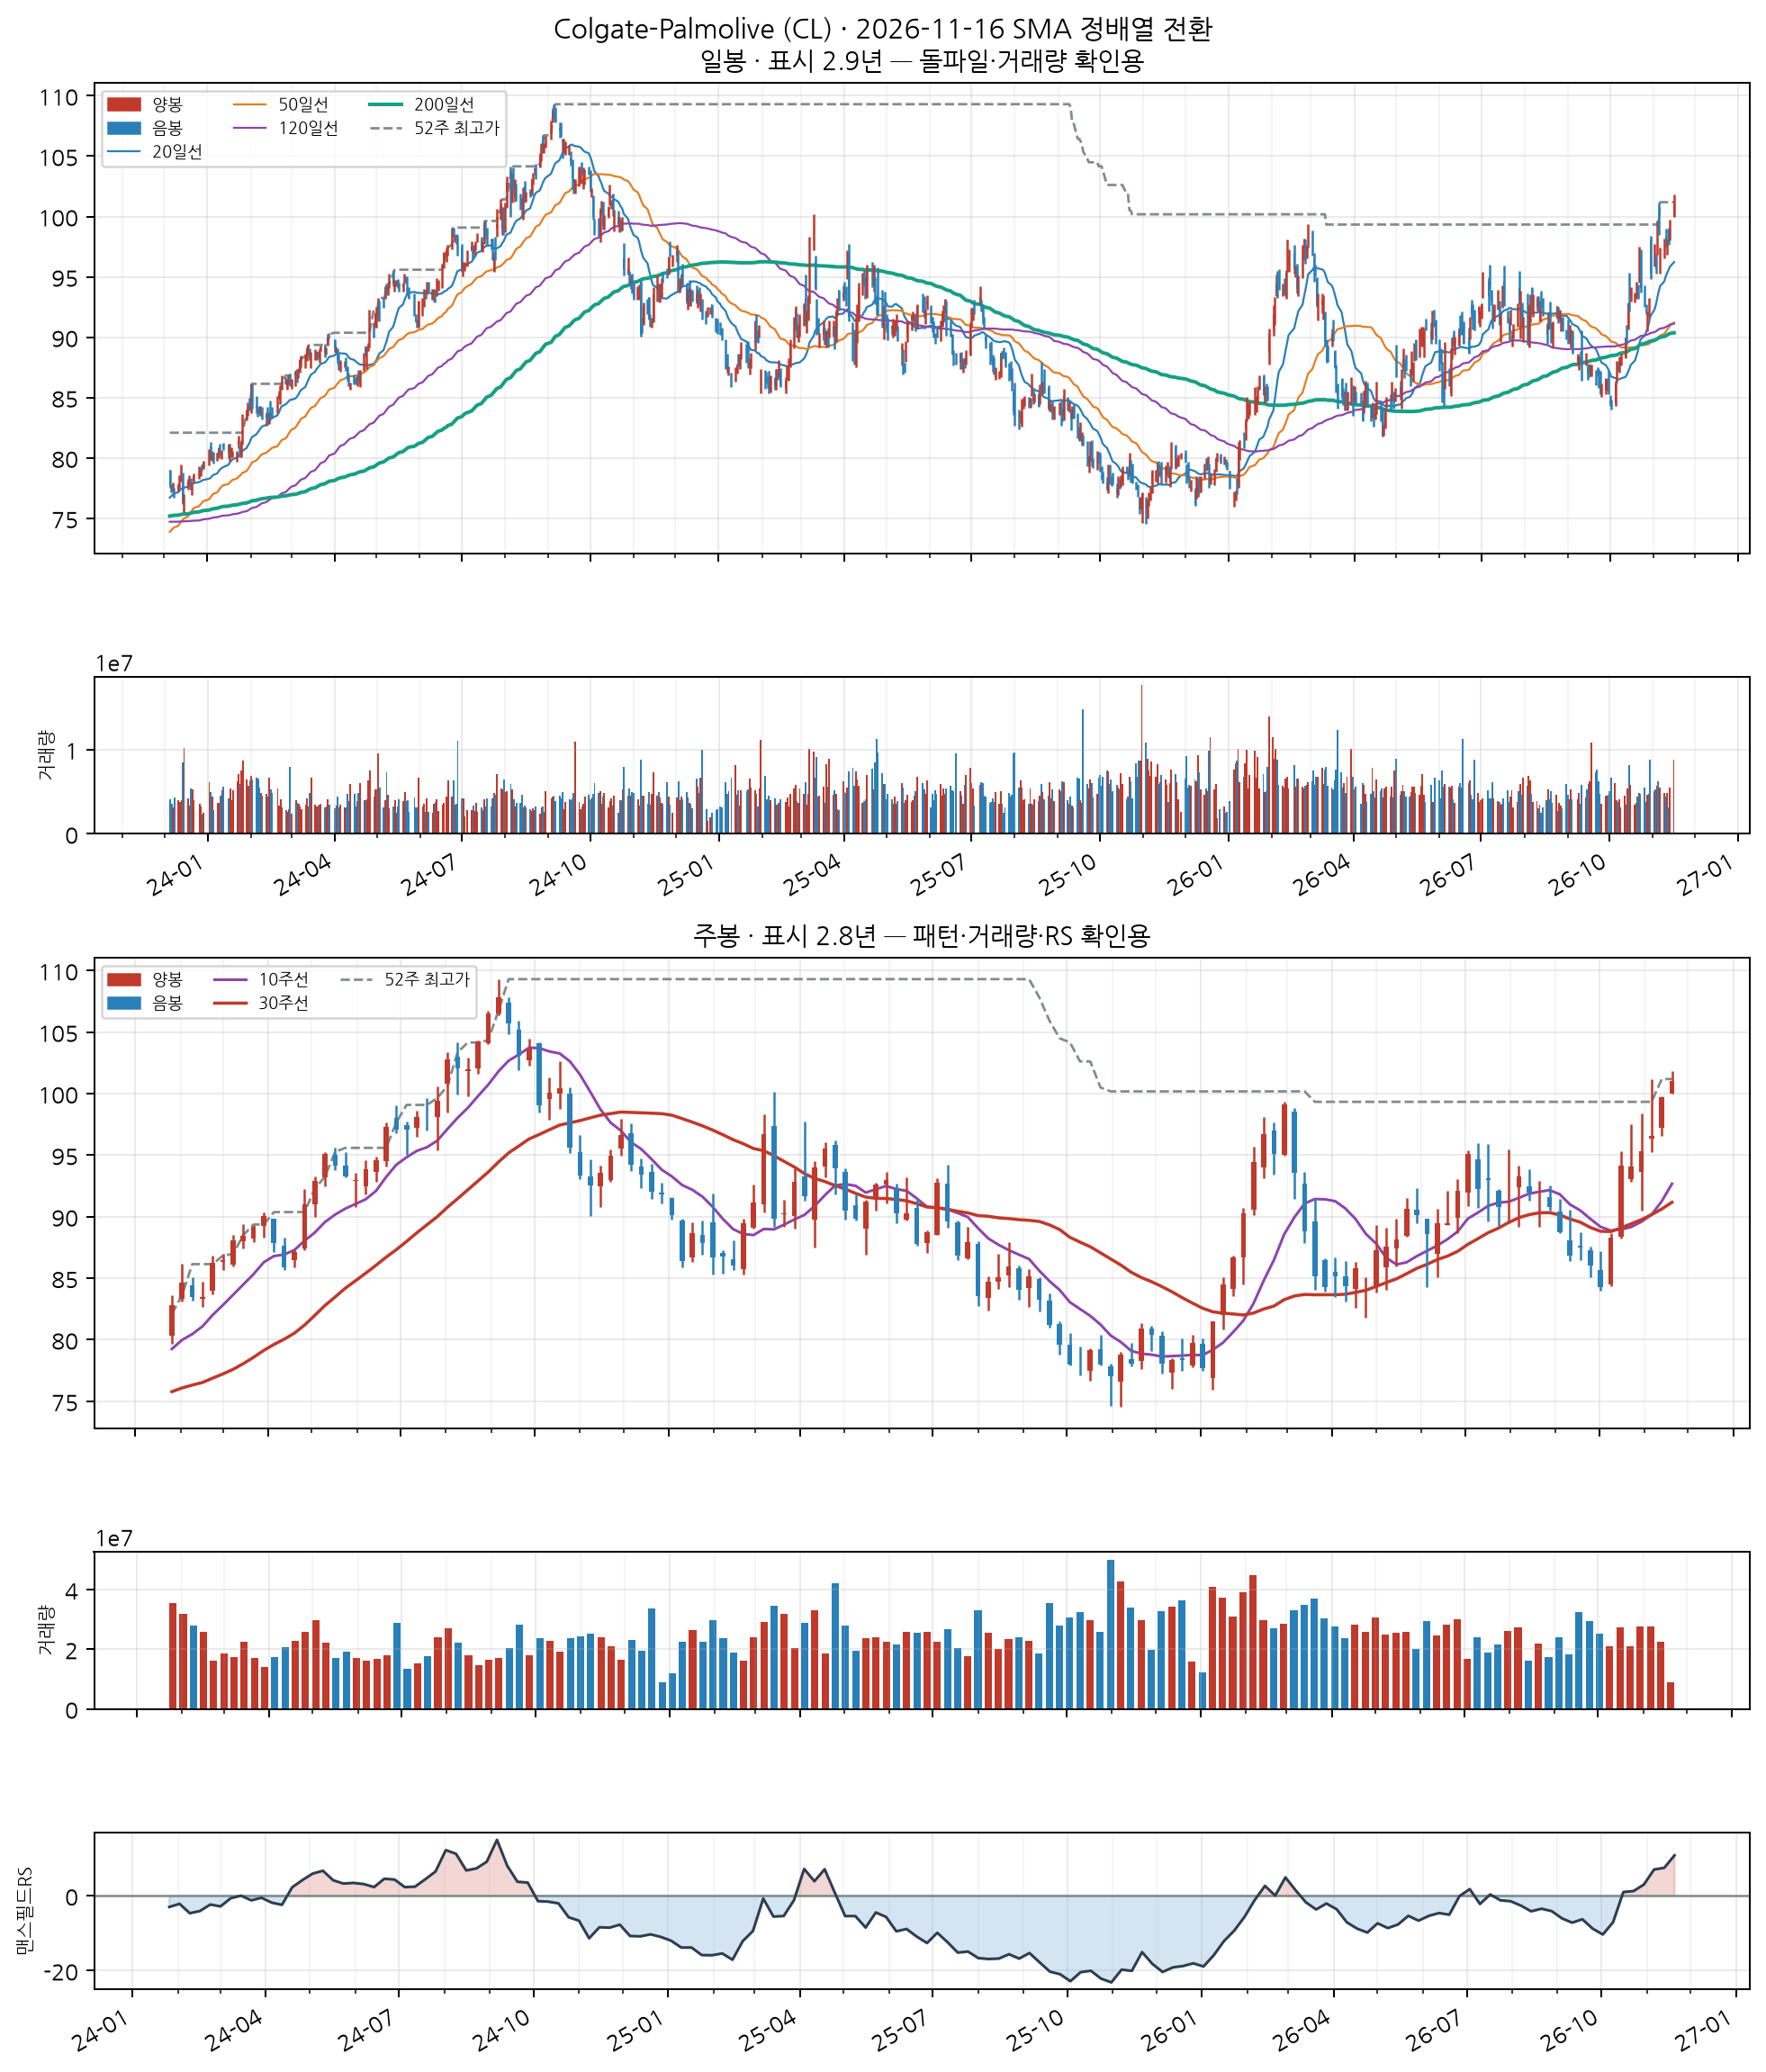 Colgate-Palmolive (CL) · 2026-11-16 SMA 정배열 전환
일봉 · 표시 2.9년 — 돌파일·거래량 확인용
양봉
음봉
20일선
50일선
120일선
200일선
52주 최고가
110
105
100
95
90
85
80
75
1e7
거래량
1
0
24-01
24-04
24-07
24-10
25-01
25-04
25-07
25-10
26-01
26-04
26-07
26-10
27-01
주봉 · 표시 2.8년 — 패턴·거래량·RS 확인용
양봉
음봉
10주선
30주선
52주 최고가
110
105
100
95
90
85
80
75
1e7
거래량
4
2
0
맨스필드RS
0
-20
24-01
24-04
24-07
24-10
25-01
25-04
25-07
25-10
26-01
26-04
26-07
26-10
27-01